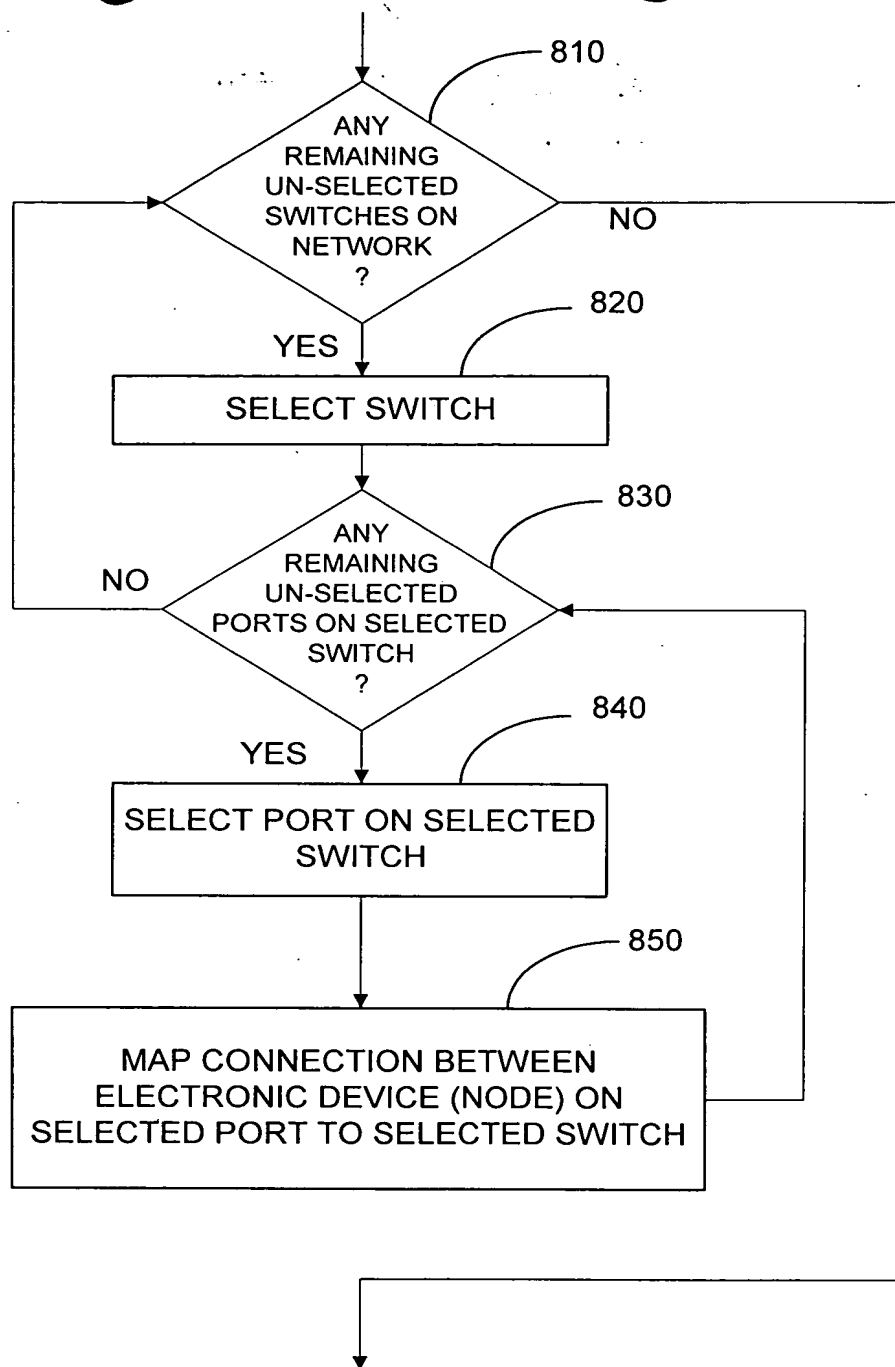 810
ANY
REMAINING
UN-SELECTED
SWITCHES ON
NETWORK
?
NO
820
YES
SELECT SWITCH
830
ANY
REMAINING
UN-SELECTED
PORTS ON SELECTED
SWITCH
?
NO
840
YES
SELECT PORT ON SELECTED
SWITCH
850
MAP CONNECTION BETWEEN
ELECTRONIC DEVICE (NODE) ON
SELECTED PORT TO SELECTED SWITCH